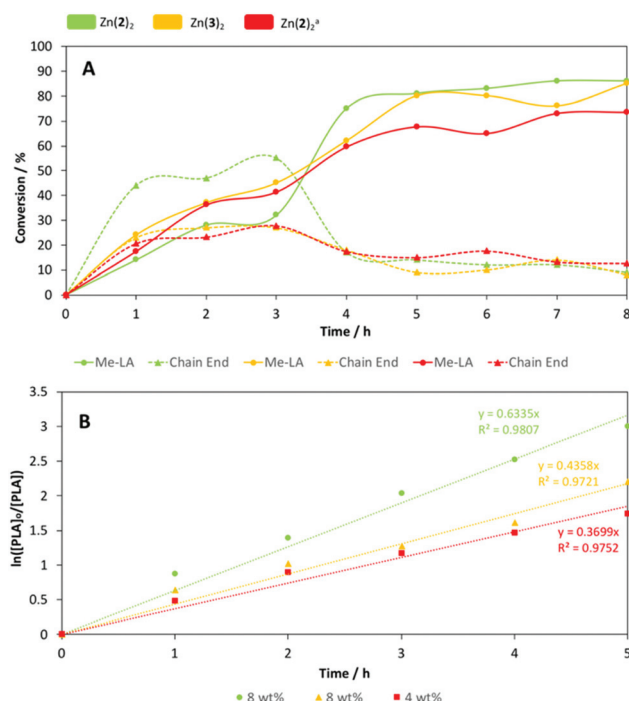 Zn(2)₂ Zn(3)₂ Zn(2)₂ᵃ
A
100
90
80
70
60
50
40
30
20
10
0
Conversion / %
0 1 2 3 4 5 6 7 8
Time / h
Me-LA Chain End Me-LA Chain End Me-LA Chain End
B
3.5
3
2.5
2
1.5
1
0.5
0
ln([PLA]₀/[PLA])
y = 0.6335x
R² = 0.9807
y = 0.4358x
R² = 0.9721
y = 0.3699x
R² = 0.9752
0 1 2 3 4 5
Time / h
8 wt% 8 wt% 4 wt%